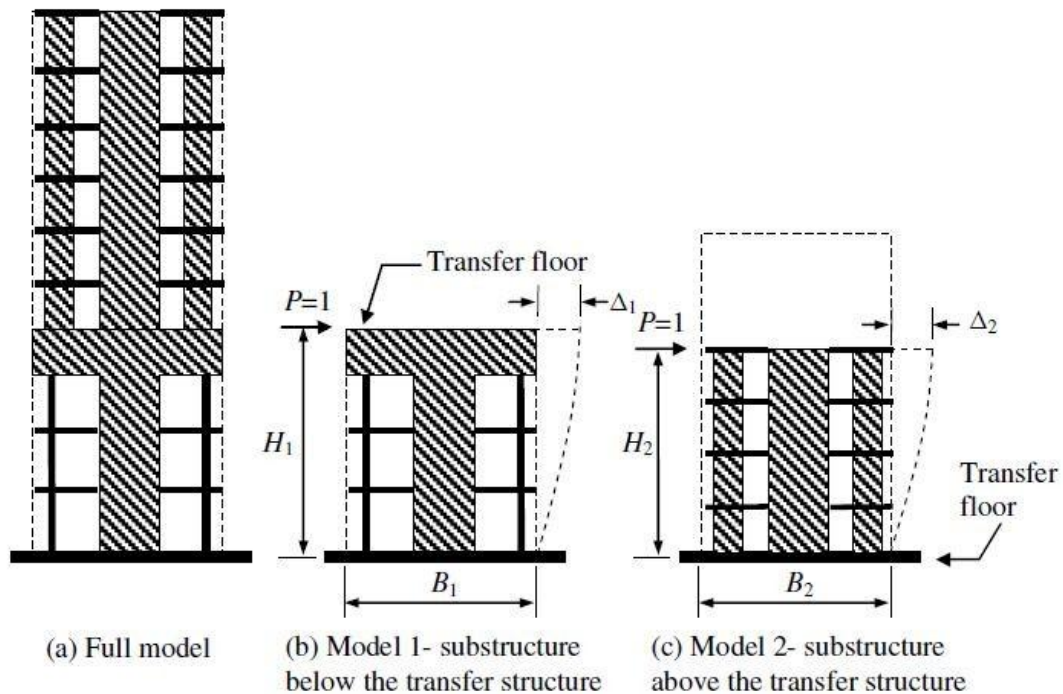 Transfer floor
P=1
Δ1
P=1
Δ2
H1
H2
Transfer
floor
B1
B2
(a) Full model
(b) Model 1- substructure
below the transfer structure
(c) Model 2- substructure
above the transfer structure